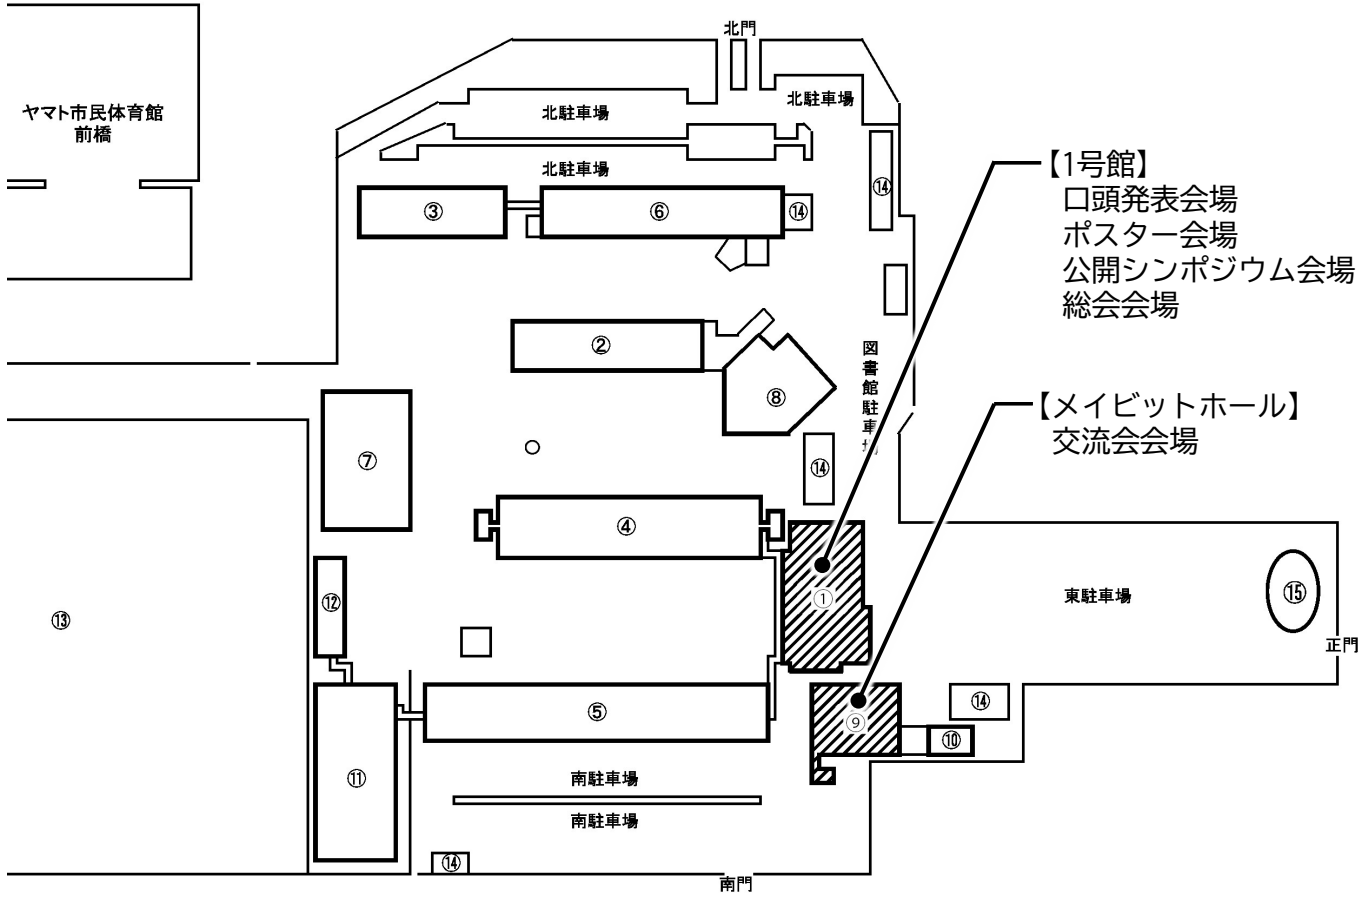 北門
ヤマト市民体育館
前橋
北駐車場
北駐車場
北駐車場
⑭
③
⑥
⑭
【1号館】
口頭発表会場
ポスター会場
公開シンポジウム会場
総会会場
②
⑧
図書館駐車場
【メイビットホール】
交流会会場
⑦
⑭
④
①
⑫
⑬
東駐車場
⑮
正門
⑤
⑨
⑭
⑩
⑪
南駐車場
南駐車場
⑭
南門